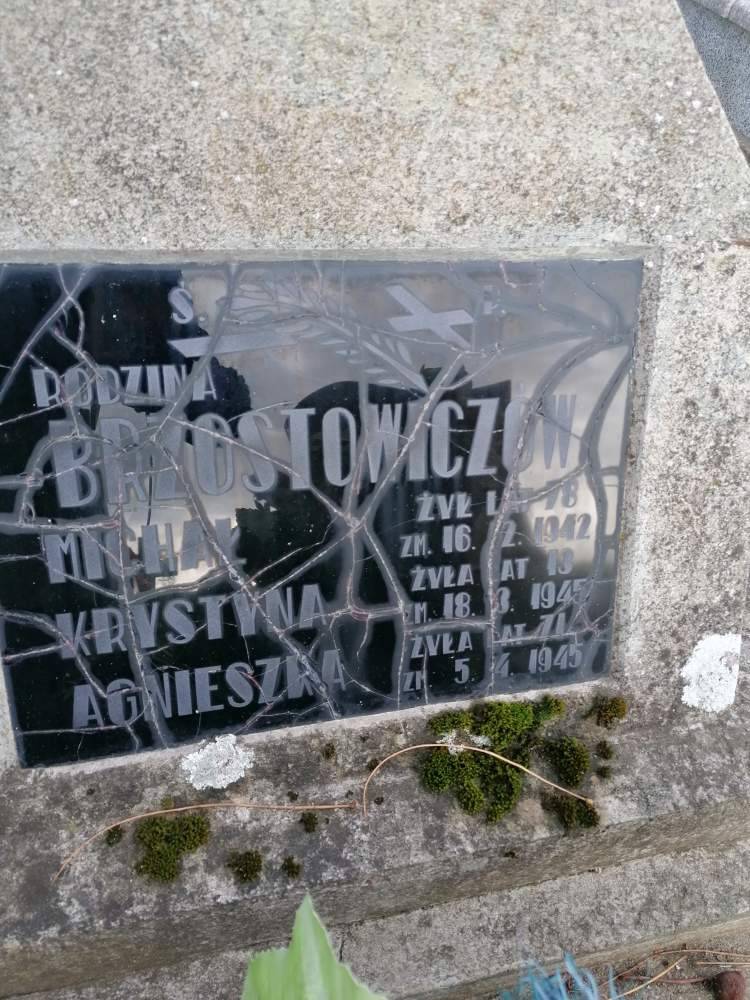 Ś. P.
RODZINA
BRZOSTOWICZÓW
MICHAŁ ŻYŁ LAT 78
ZM. 16. 2. 1942
KRYSTYNA ŻYŁA LAT 19
ZM. 18. 3. 1945
AGNIESZKA ŻYŁA LAT 71
ZM 5. 4. 1945